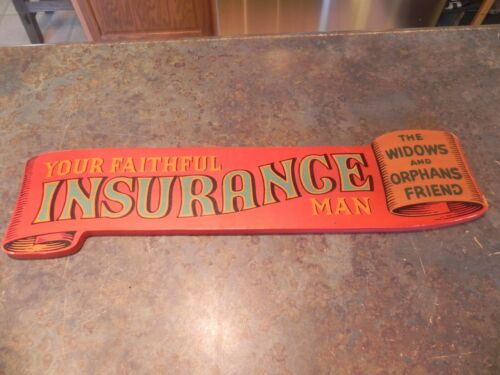 YOUR FAITHFUL
INSURANCE
MAN
THE
WIDOWS
AND
ORPHANS
FRIEND